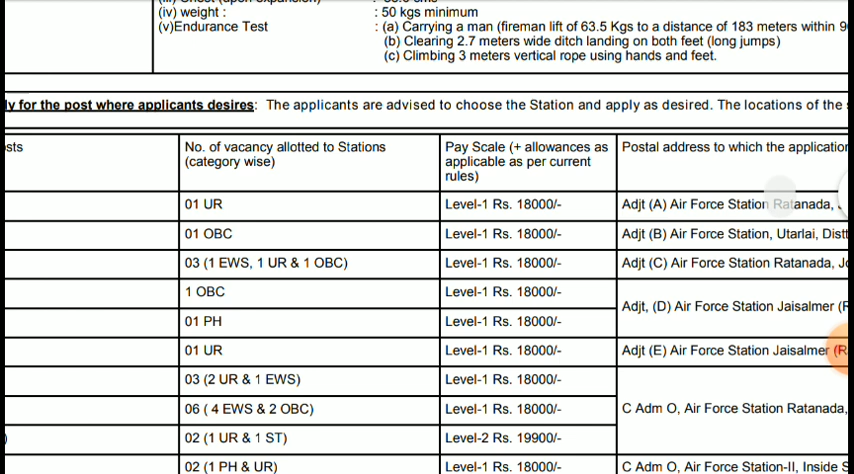 (iv) weight : : 50 kgs minimum
(v)Endurance Test : (a) Carrying a man (fireman lift of 63.5 Kgs to a distance of 183 meters within 9
(b) Clearing 2.7 meters wide ditch landing on both feet (long jumps)
(c) Climbing 3 meters vertical rope using hands and feet.
ly for the post where applicants desires: The applicants are advised to choose the Station and apply as desired. The locations of the
No. of vacancy allotted to Stations (category wise)
Pay Scale (+ allowances as applicable as per current rules)
Postal address to which the application
01 UR Level-1 Rs. 18000/- Adjt (A) Air Force Station Ratanada,
01 OBC Level-1 Rs. 18000/- Adjt (B) Air Force Station, Utarlai, Distt
03 (1 EWS, 1 UR & 1 OBC) Level-1 Rs. 18000/- Adjt (C) Air Force Station Ratanada, Jo
1 OBC Level-1 Rs. 18000/- Adjt, (D) Air Force Station Jaisalmer (R
01 PH Level-1 Rs. 18000/-
01 UR Level-1 Rs. 18000/- Adjt (E) Air Force Station Jaisalmer (R
03 (2 UR & 1 EWS) Level-1 Rs. 18000/-
06 ( 4 EWS & 2 OBC) Level-1 Rs. 18000/- C Adm O, Air Force Station Ratanada,
02 (1 UR & 1 ST) Level-2 Rs. 19900/-
02 (1 PH & UR) Level-1 Rs. 18000/- C Adm O, Air Force Station-II, Inside S